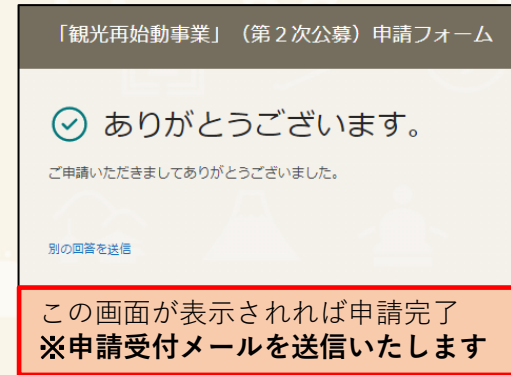 「観光再始動事業」（第２次公募）申請フォーム
ありがとうございます。
ご申請いただきましてありがとうございました。
別の回答を送信
この画面が表示されれば申請完了
※申請受付メールを送信いたします